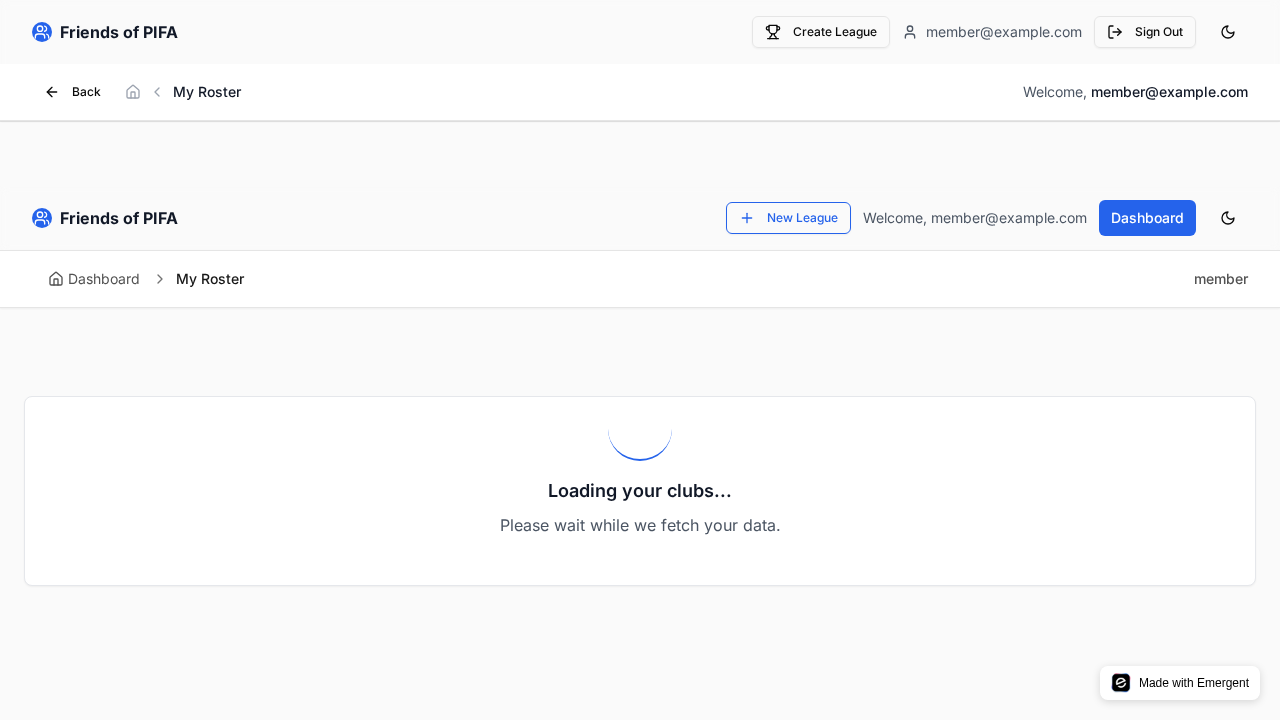 Friends of PIFA
Create League
member@example.com
Sign Out
Back
My Roster
Welcome, member@example.com
Friends of PIFA
New League
Welcome, member@example.com
Dashboard
Dashboard
My Roster
member
Loading your clubs...
Please wait while we fetch your data.
Made with Emergent